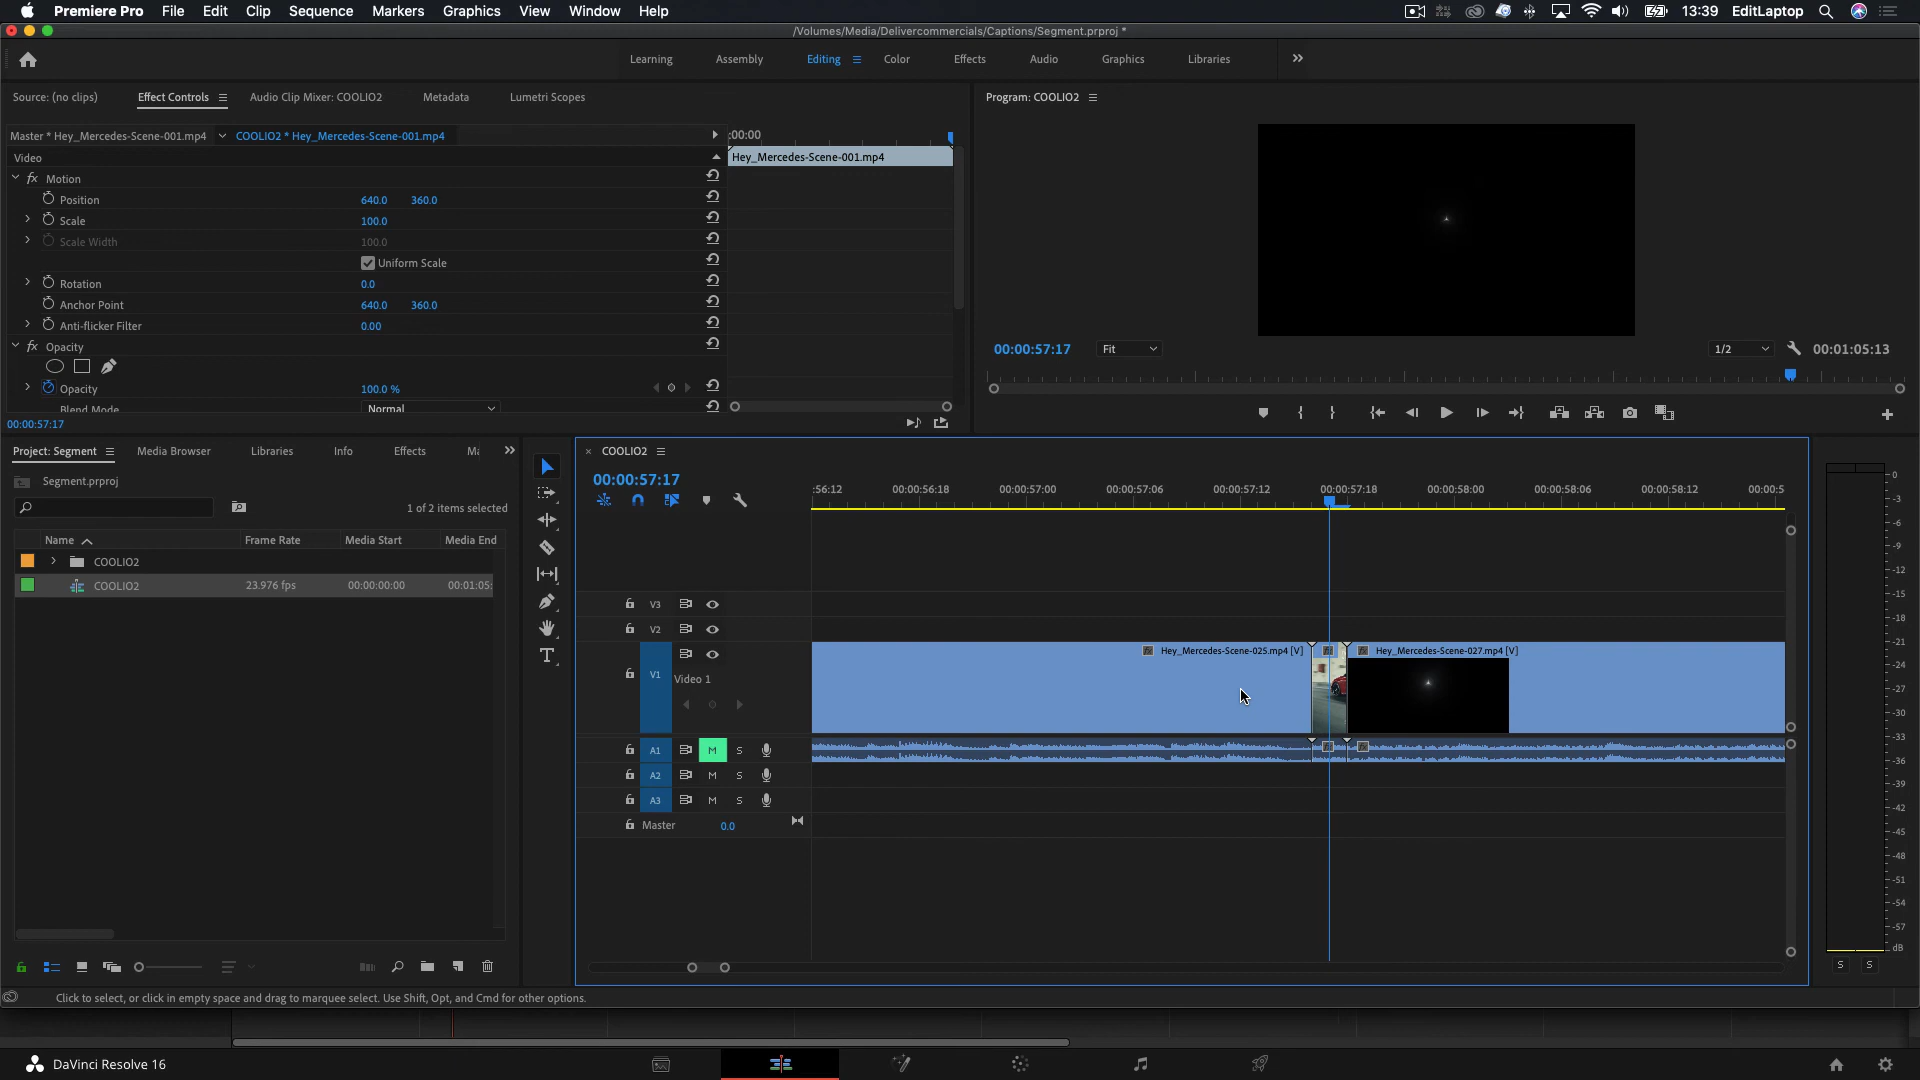 Premiere Pro File Edit Clip Sequence Markers Graphics View Window Help 13:39 EditLaptop
/Volumes/Media/Delivercommercials/Captions/Segment.prproj *
Learning Assembly Editing Color Effects Audio Graphics Libraries
Source: (no clips) Effect Controls Audio Clip Mixer: COOLIO2 Metadata Lumetri Scopes
Program: COOLIO2
Master * Hey_Mercedes-Scene-001.mp4 COOLIO2 * Hey_Mercedes-Scene-001.mp4 :00:00
Video Hey_Mercedes-Scene-001.mp4
fx Motion
Position 640.0 360.0
Scale 100.0
Scale Width 100.0
Uniform Scale
Rotation 0.0
Anchor Point 640.0 360.0
Anti-flicker Filter 0.00
fx Opacity
Opacity 100.0 %
Blend Mode Normal
00:00:57:17
00:00:57:17 Fit 1/2 00:01:05:13
Project: Segment Media Browser Libraries Info Effects Ma
Segment.prproj
1 of 2 items selected
Name Frame Rate Media Start Media End
COOLIO2
COOLIO2 23.976 fps 00:00:00:00 00:01:05:
COOLIO2
00:00:57:17
:56:12 00:00:56:18 00:00:57:00 00:00:57:06 00:00:57:12 00:00:57:18 00:00:58:00 00:00:58:06 00:00:58:12 00:00:5
V3
V2
V1 Video 1
Hey_Mercedes-Scene-025.mp4 [V] Hey_Mercedes-Scene-027.mp4 [V]
A1 M S
A2 M S
A3 M S
Master 0.0
0
-3
-6
-9
-12
-15
-18
-21
-24
-27
-30
-33
-36
-39
-42
-45
-48
-51
-54
-57
dB
S S
Click to select, or click in empty space and drag to marquee select. Use Shift, Opt, and Cmd for other options.
DaVinci Resolve 16